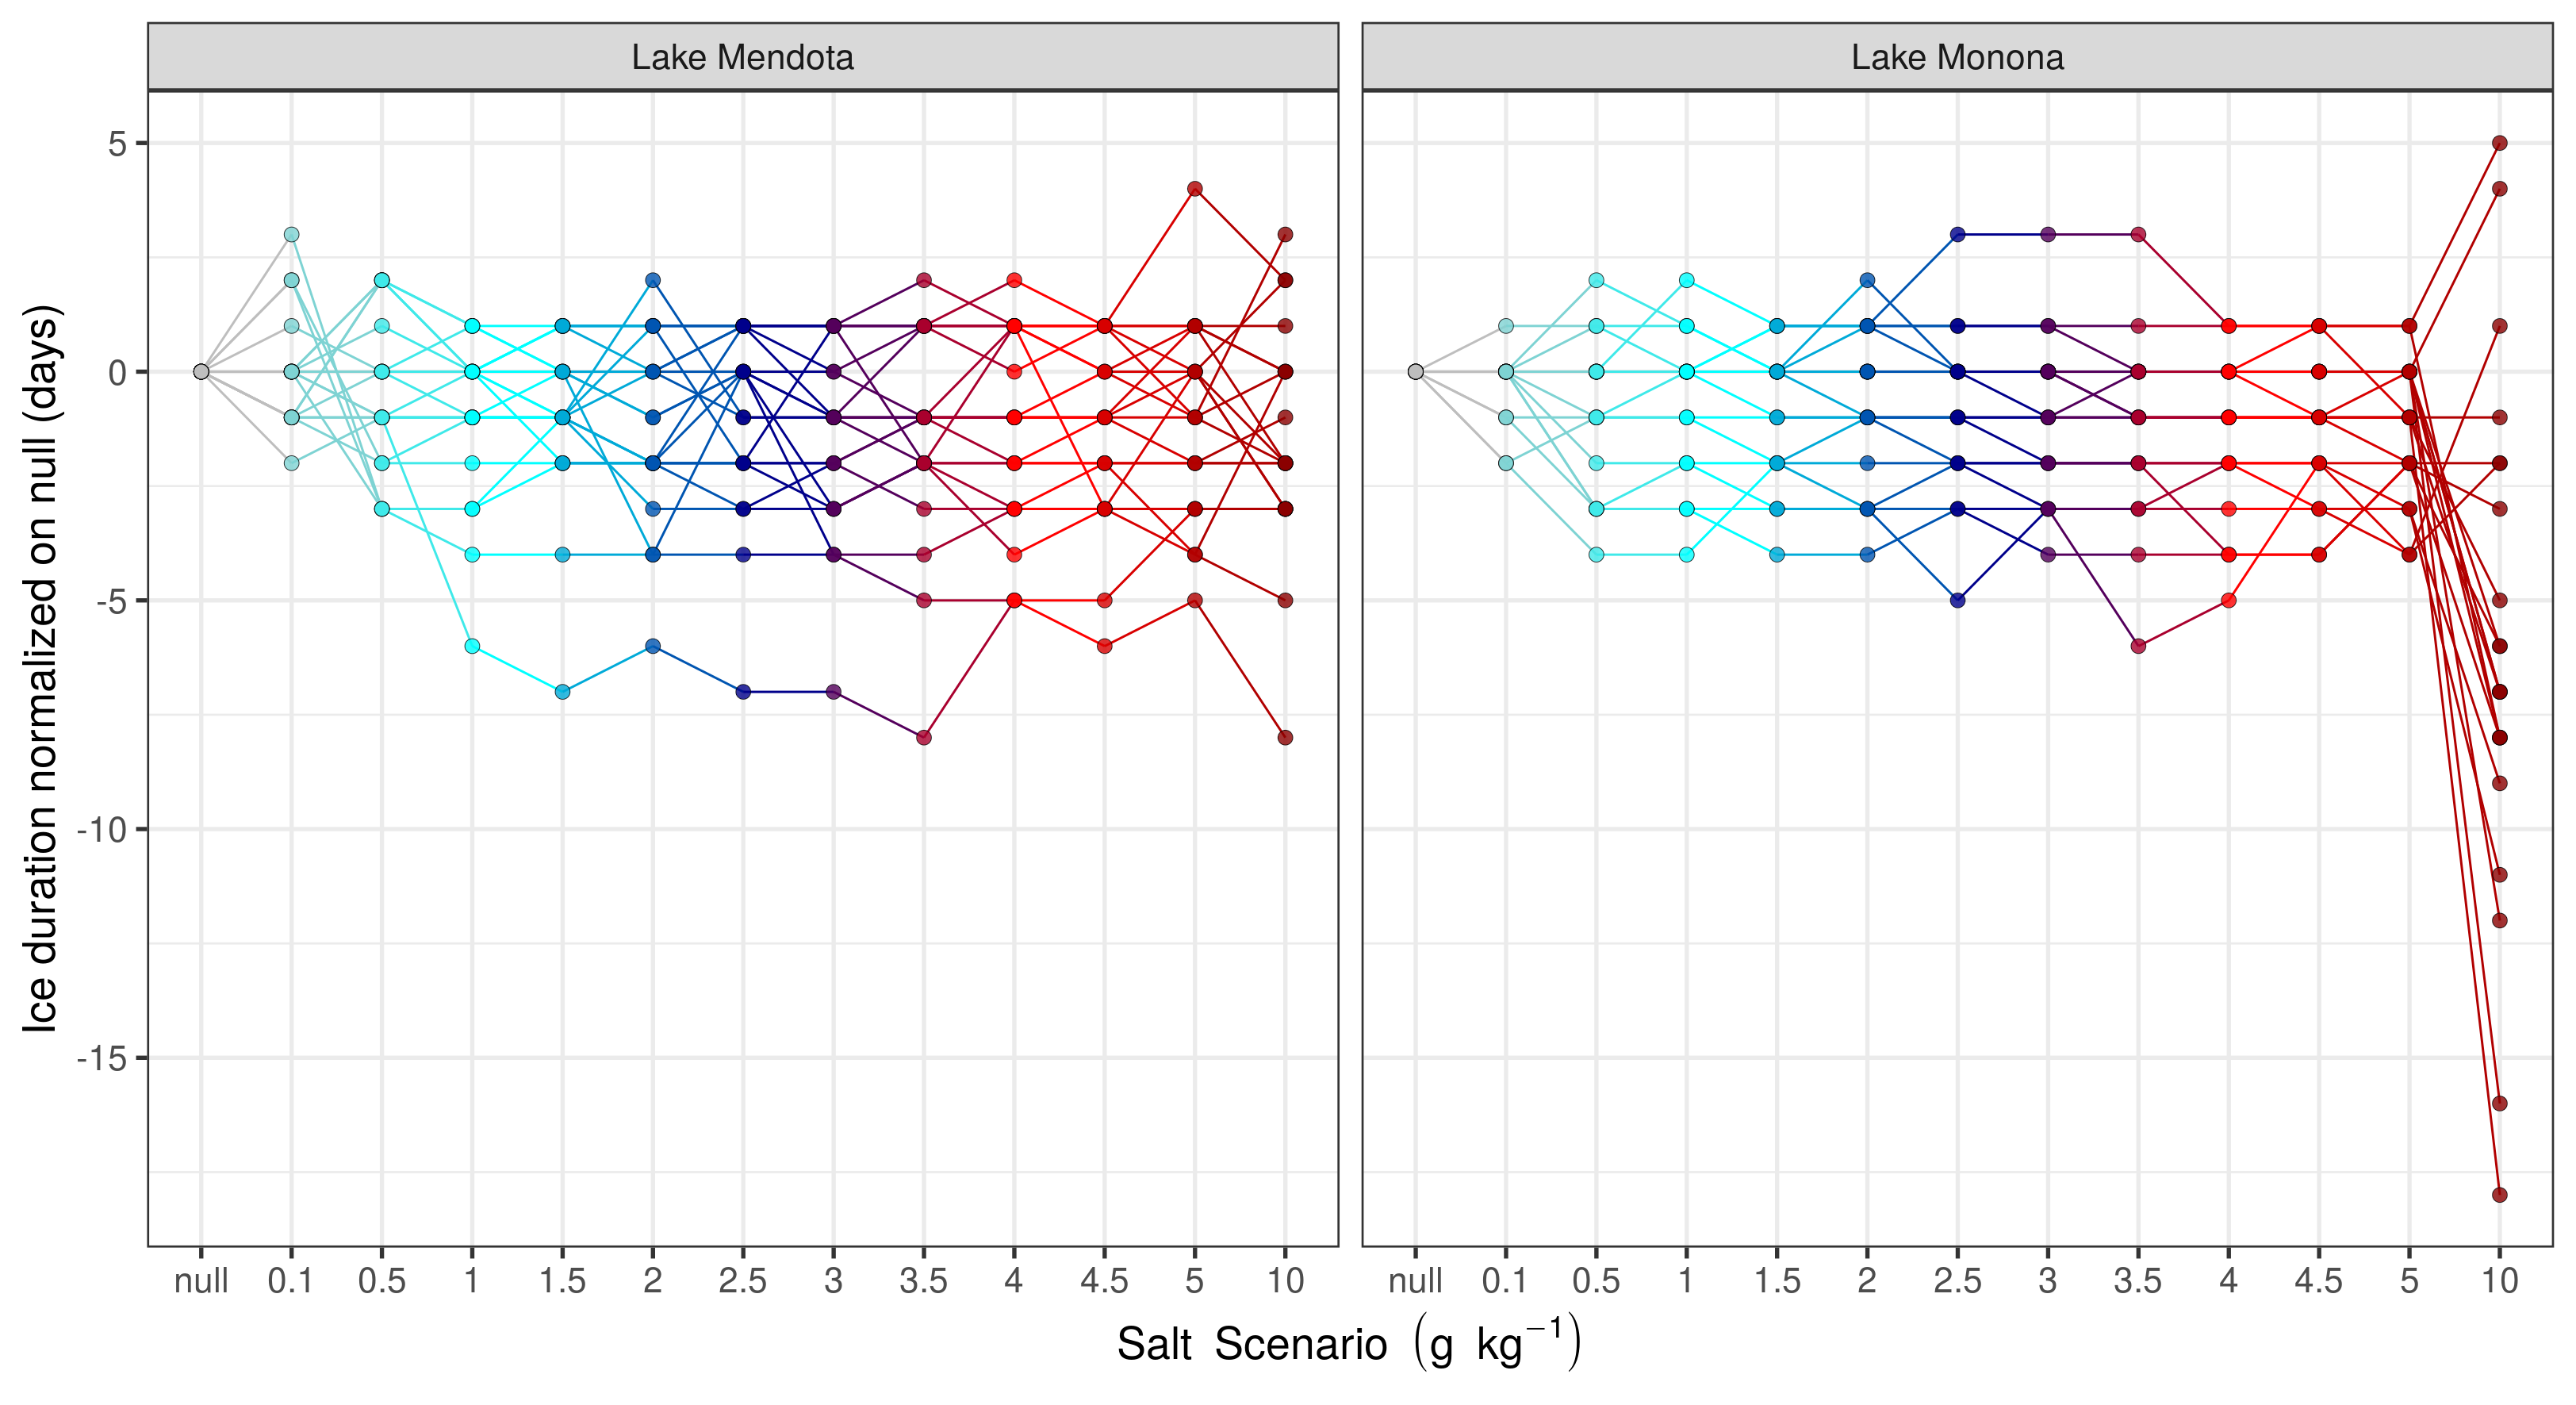 Lake Mendota
Lake Monona
Ice duration normalized on null (days)
5
0
-5
-10
-15
null 0.1 0.5 1 1.5 2 2.5 3 3.5 4 4.5 5 10
null 0.1 0.5 1 1.5 2 2.5 3 3.5 4 4.5 5 10
Salt Scenario (g kg⁻¹)